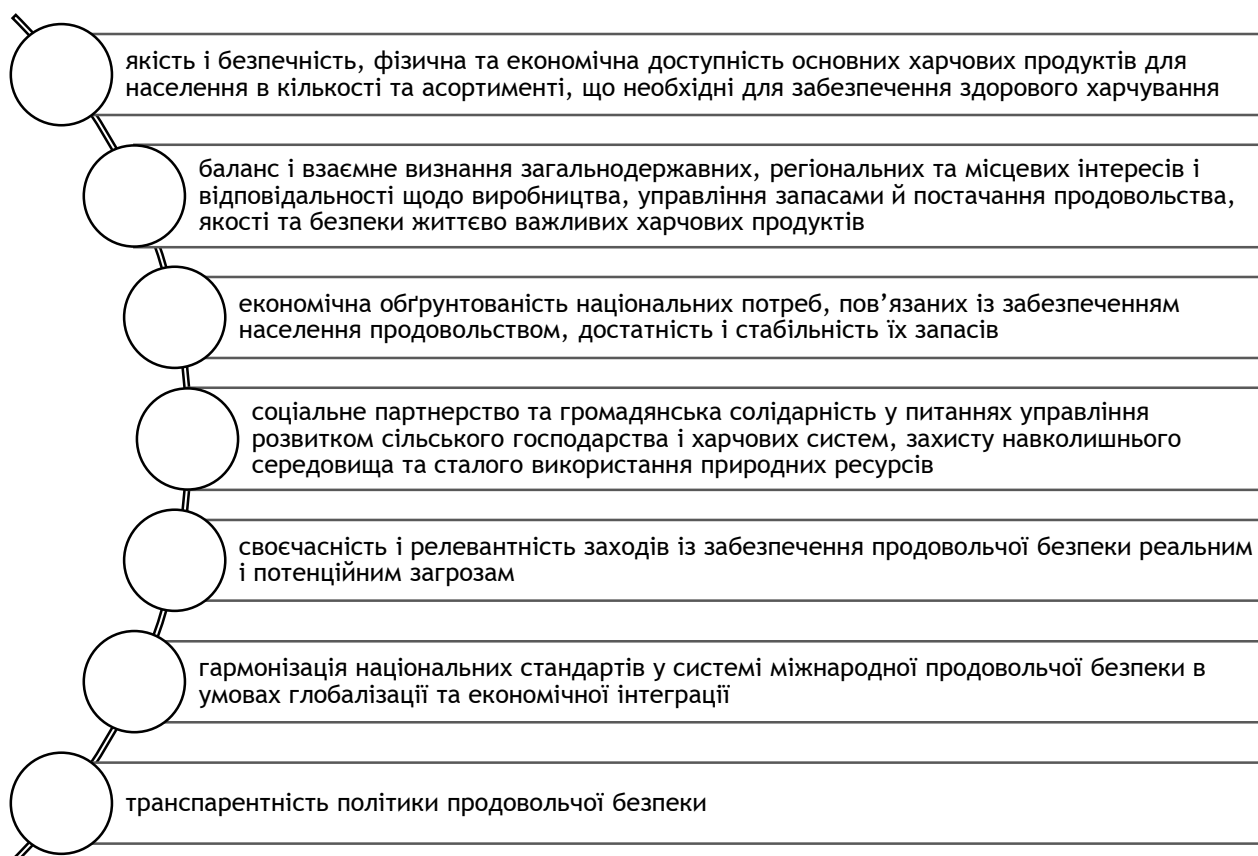 якість і безпечність, фізична та економічна доступність основних харчових продуктів для
населення в кількості та асортименті, що необхідні для забезпечення здорового харчування
баланс і взаємне визнання загальнодержавних, регіональних та місцевих інтересів і
відповідальності щодо виробництва, управління запасами й постачання продовольства,
якості та безпеки життєво важливих харчових продуктів
економічна обґрунтованість національних потреб, пов’язаних із забезпеченням
населення продовольством, достатність і стабільність їх запасів
соціальне партнерство та громадянська солідарність у питаннях управління
розвитком сільського господарства і харчових систем, захисту навколишнього
середовища та сталого використання природних ресурсів
своєчасність і релевантність заходів із забезпечення продовольчої безпеки реальним
і потенційним загрозам
гармонізація національних стандартів у системі міжнародної продовольчої безпеки в
умовах глобалізації та економічної інтеграції
транспарентність політики продовольчої безпеки